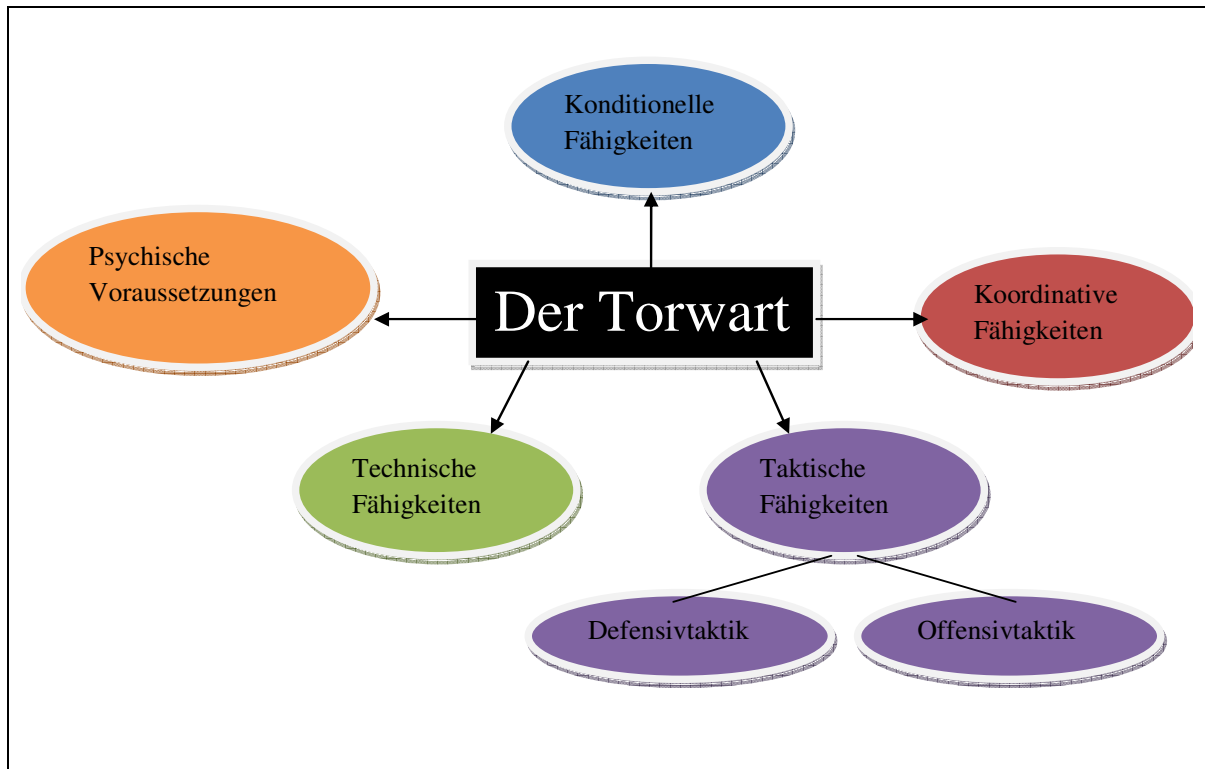 Konditionelle
Fähigkeiten
Psychische
Voraussetzungen
Der Torwart
Koordinative
Fähigkeiten
Technische
Fähigkeiten
Taktische
Fähigkeiten
Defensivtaktik
Offensivtaktik